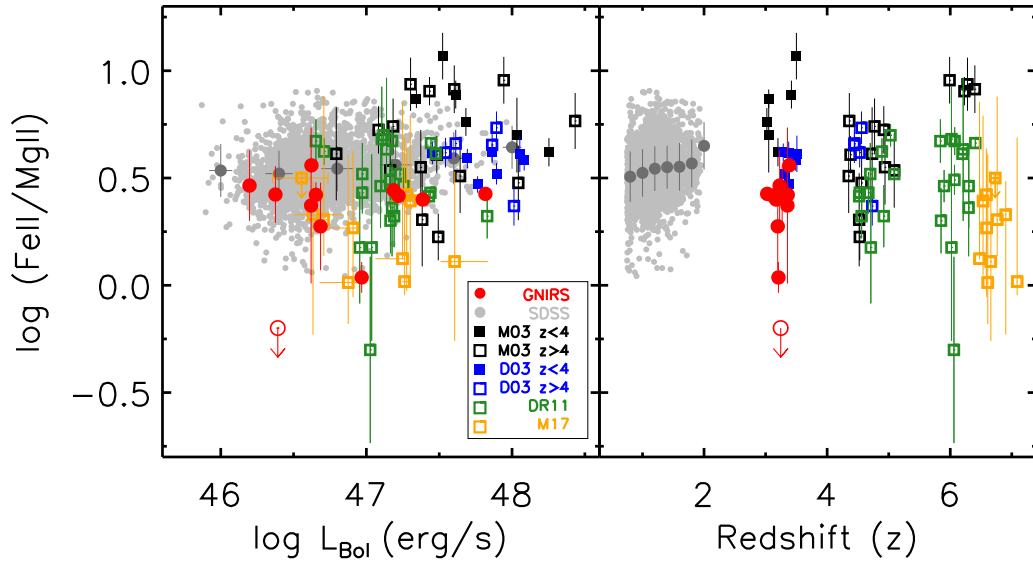 log (FeII/MgII)
1.0
0.5
0.0
-0.5
GNIRS
SDSS
M03 z<4
M03 z>4
D03 z<4
D03 z>4
DR11
M17
46 47 48
2 4 6
log L_Bol (erg/s)
Redshift (z)